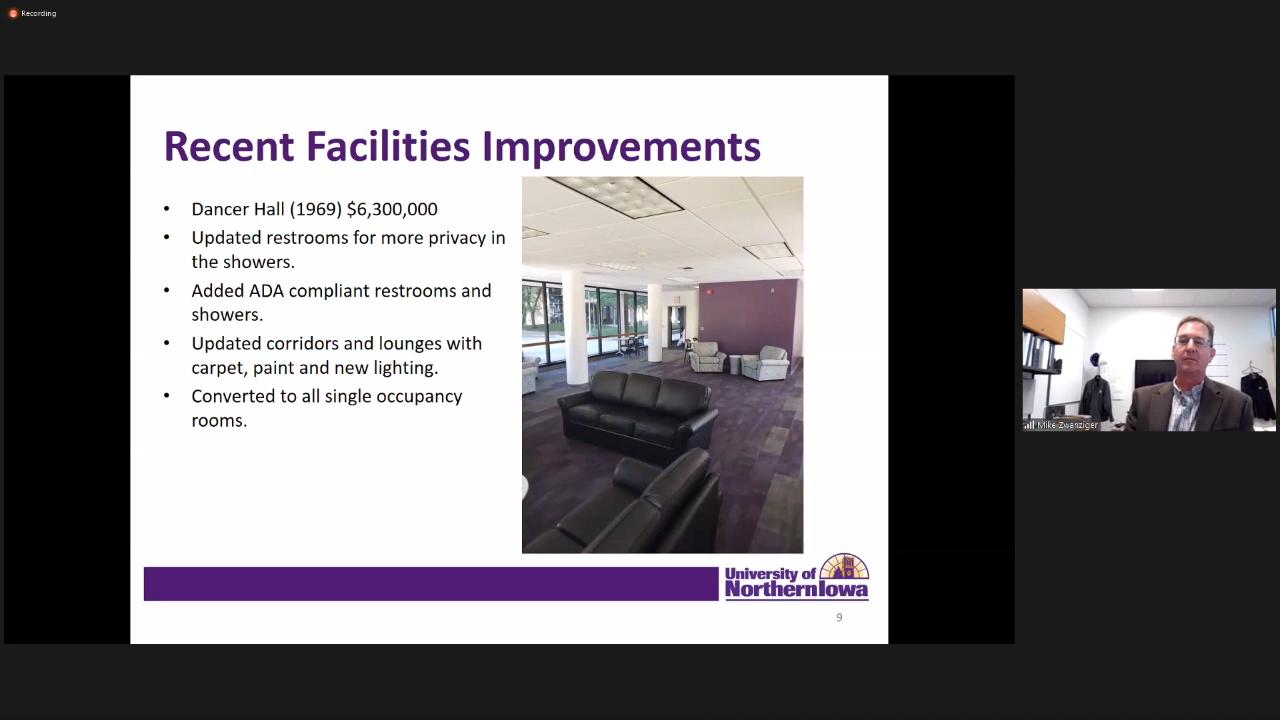 Recording
Recent Facilities Improvements
• Dancer Hall (1969) $6,300,000
• Updated restrooms for more privacy in
the showers.
• Added ADA compliant restrooms and
showers.
• Updated corridors and lounges with
carpet, paint and new lighting.
• Converted to all single occupancy
rooms.
Mike Zwanziger
University of
Northern Iowa
9